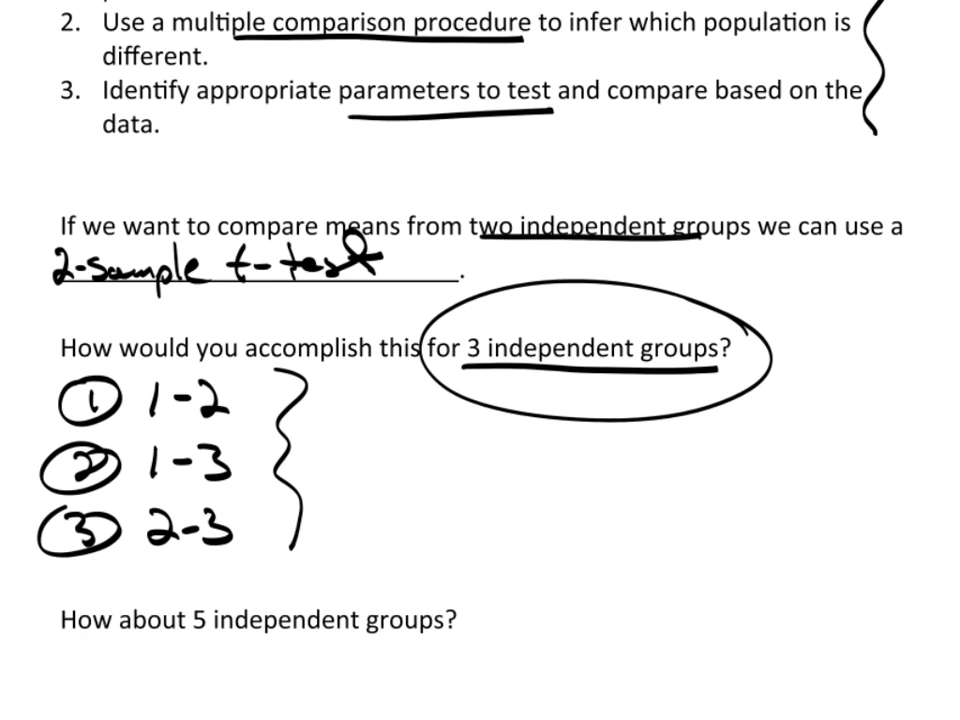 2. Use a multiple comparison procedure to infer which population is
different.
3. Identify appropriate parameters to test and compare based on the
data.
If we want to compare means from two independent groups we can use a
2-sample t-test.
How would you accomplish this for 3 independent groups?
1 1-2
2 1-3
3 2-3
How about 5 independent groups?